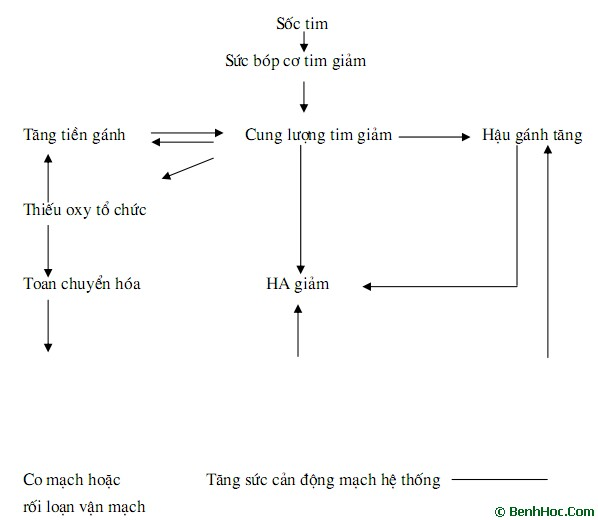 Sốc tim
Sức bóp cơ tim giảm
Tăng tiền gánh
Cung lượng tim giảm
Hậu gánh tăng
Thiếu oxy tổ chức
Toan chuyển hóa
HA giảm
Co mạch hoặc
rối loạn vận mạch
Tăng sức cản động mạch hệ thống
© BenhHoc.Com